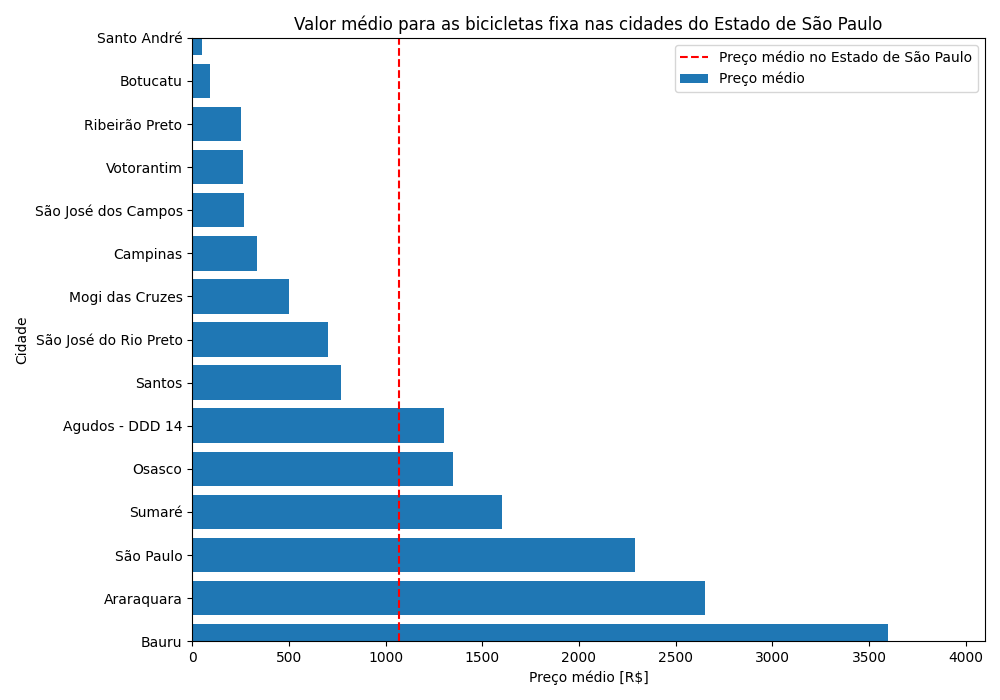 Valor médio para as bicicletas fixa nas cidades do Estado de São Paulo
Preço médio no Estado de São Paulo
Preço médio
Cidade
Santo André
Botucatu
Ribeirão Preto
Votorantim
São José dos Campos
Campinas
Mogi das Cruzes
São José do Rio Preto
Santos
Agudos - DDD 14
Osasco
Sumaré
São Paulo
Araraquara
Bauru
0 500 1000 1500 2000 2500 3000 3500 4000
Preço médio [R$]